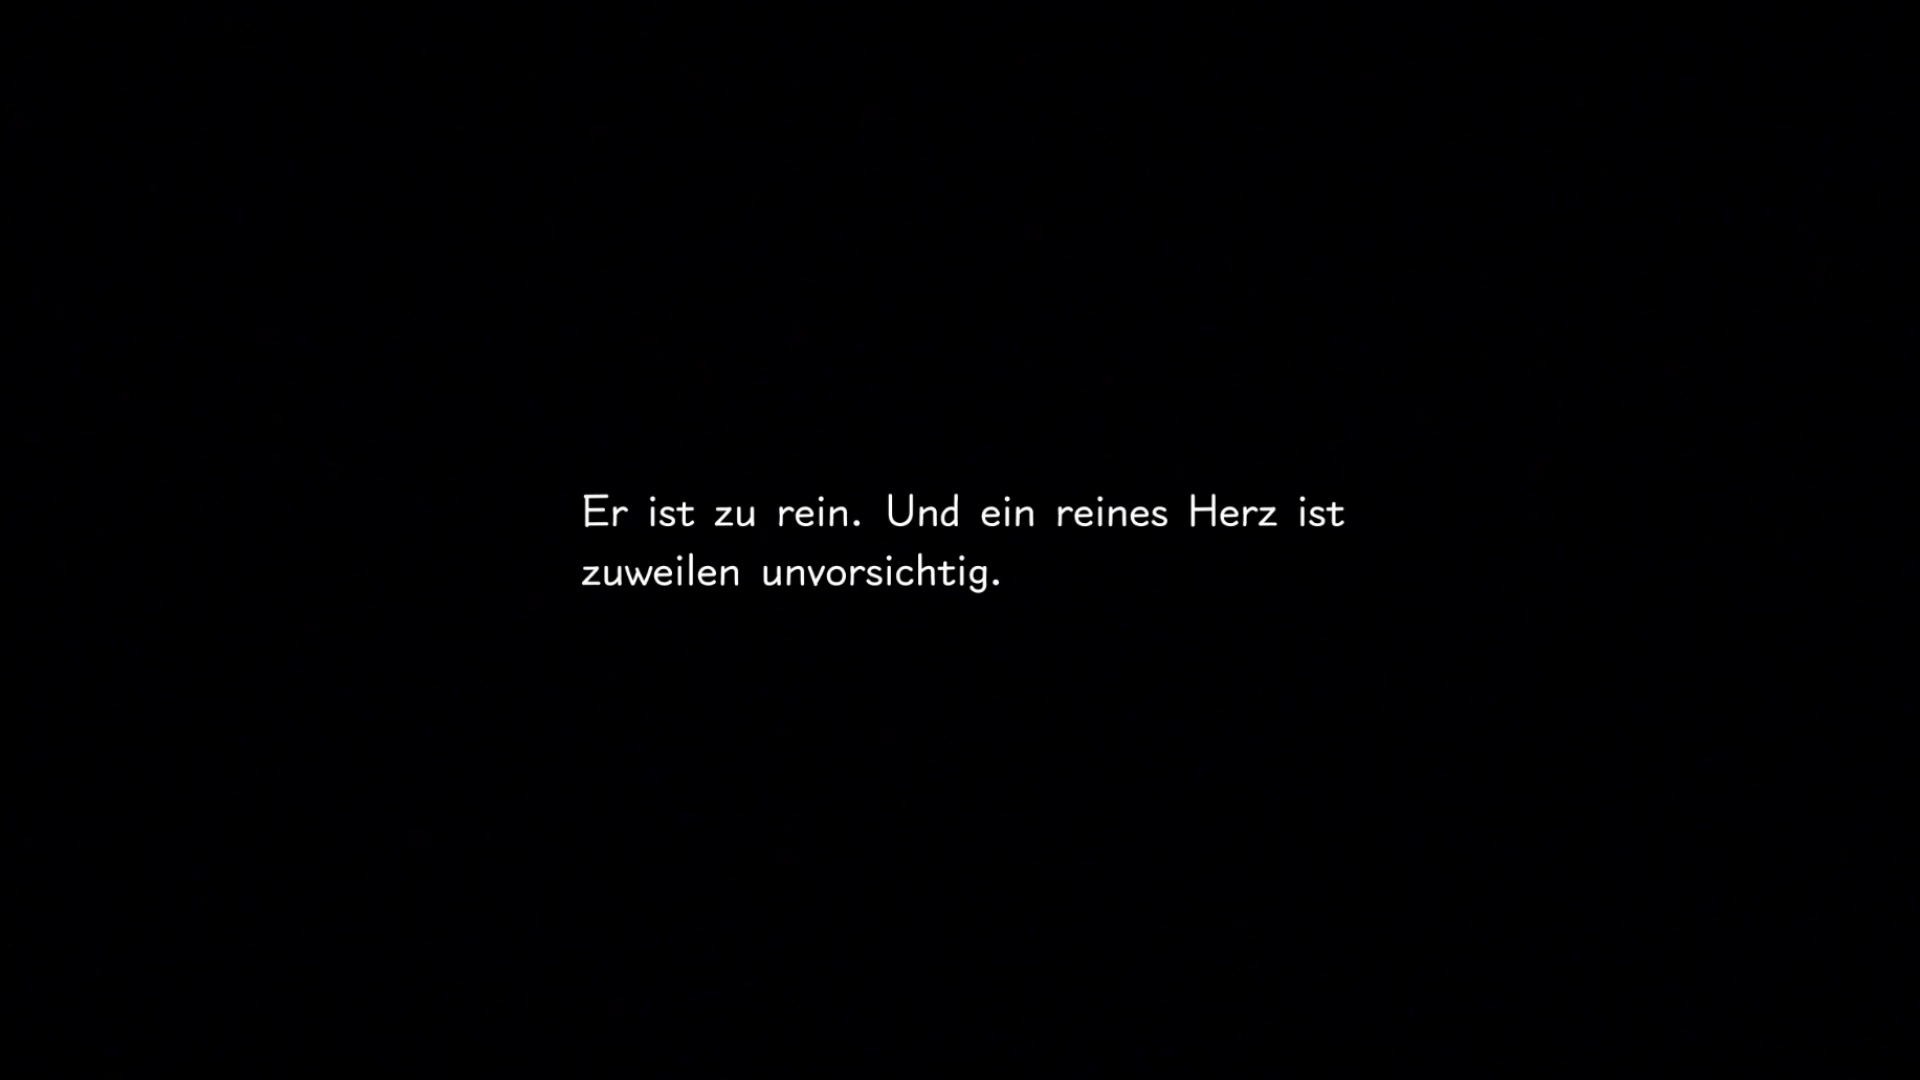 Er ist zu rein. Und ein reines Herz ist
zuweilen unvorsichtig.